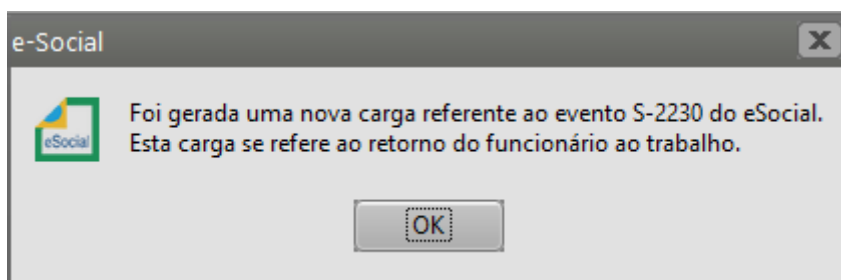 e-Social
Foi gerada uma nova carga referente ao evento S-2230 do eSocial.
Esta carga se refere ao retorno do funcionário ao trabalho.
eSocial
OK